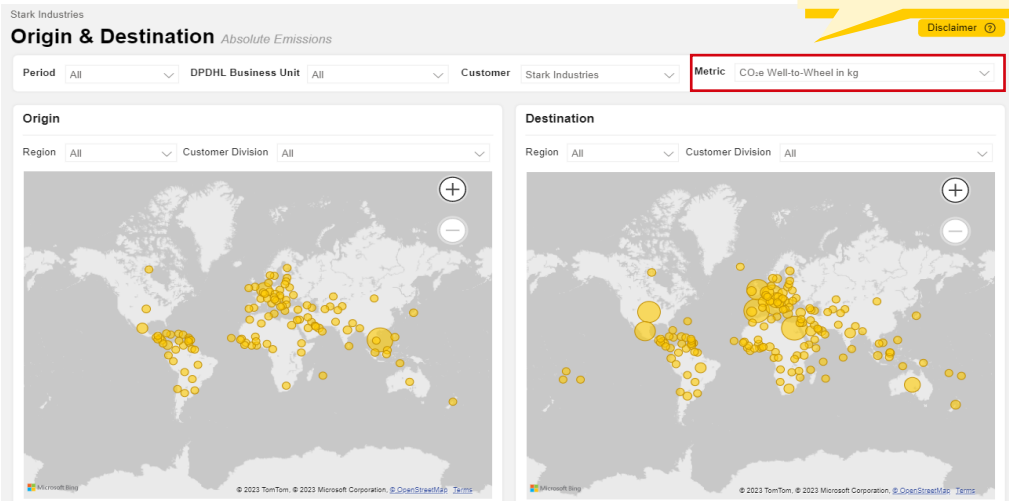 Stark Industries
Origin & Destination Absolute Emissions
Disclaimer ?
Period All DPDHL Business Unit All Customer Stark Industries Metric CO₂e Well-to-Wheel in kg
Origin
Region All Customer Division All
Microsoft Bing
© 2023 TomTom, © 2023 Microsoft Corporation, © OpenStreetMap Terms
Destination
Region All Customer Division All
Microsoft Bing
© 2023 TomTom, © 2023 Microsoft Corporation, © OpenStreetMap Terms